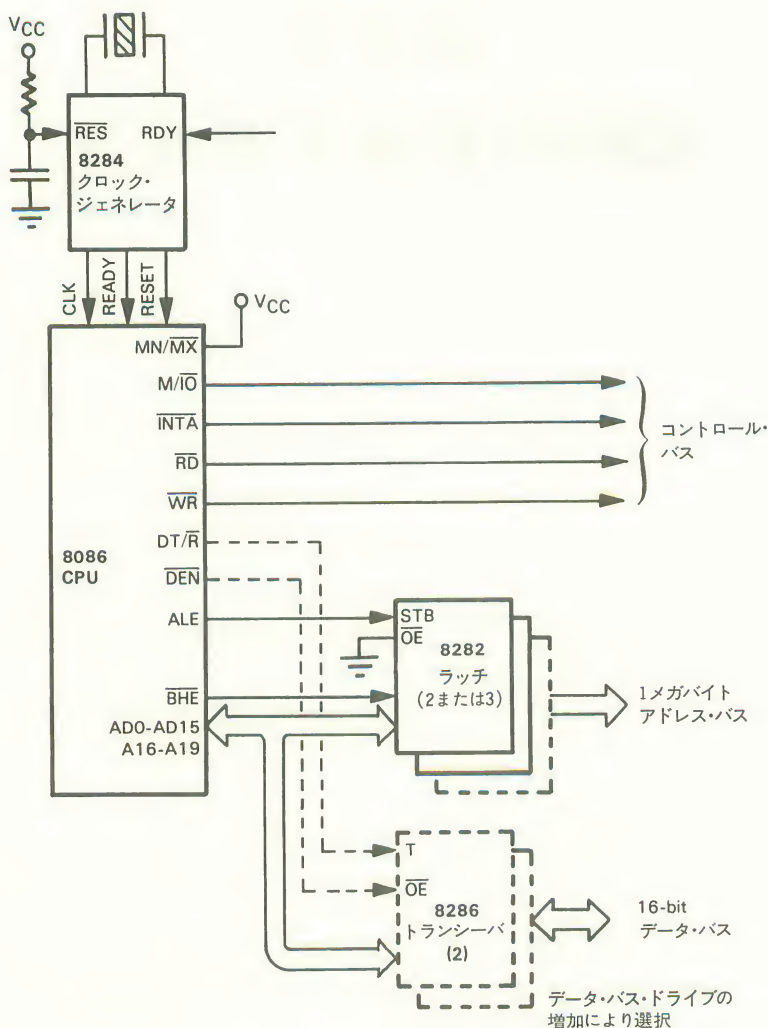 VCC
RES RDY
8284
クロック・
ジェネレータ
CLK
READY
RESET
VCC
MN/MX
M/IO
INTA
RD
WR
コントロール・
バス
DT/R
8086
CPU
DEN
ALE
STB
OE
8282
ラッチ
(2または3)
BHE
AD0-AD15
A16-A19
1メガバイト
アドレス・バス
T
OE
8286
トランシーバ
(2)
16-bit
データ・バス
データ・バス・ドライブの
増加により選択